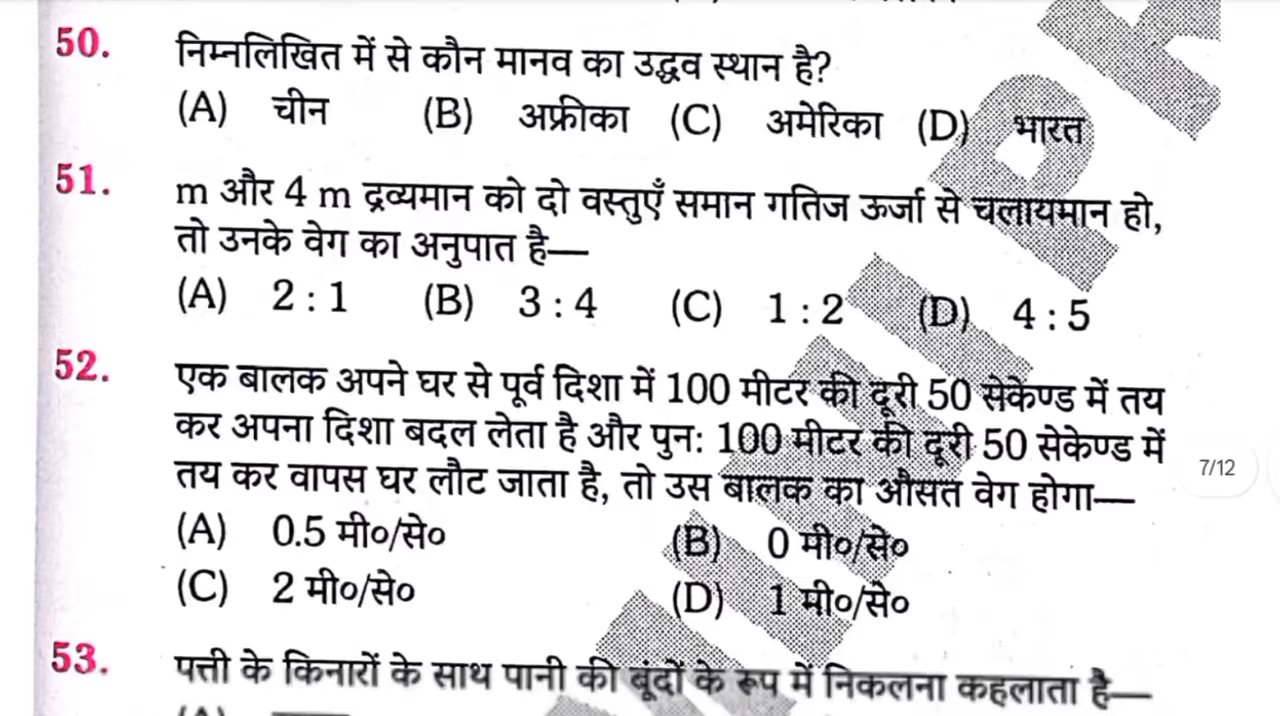 50. निम्नलिखित में से कौन मानव का उद्भव स्थान है?
(A) चीन (B) अफ्रीका (C) अमेरिका (D) भारत
51. m और 4 m द्रव्यमान को दो वस्तुएँ समान गतिज ऊर्जा से चलायमान हो,
तो उनके वेग का अनुपात है—
(A) 2 : 1 (B) 3 : 4 (C) 1 : 2 (D) 4 : 5
52. एक बालक अपने घर से पूर्व दिशा में 100 मीटर की दूरी 50 सेकेण्ड में तय
कर अपना दिशा बदल लेता है और पुन: 100 मीटर की दूरी 50 सेकेण्ड में
तय कर वापस घर लौट जाता है, तो उस बालक का औसत वेग होगा—
7/12
(A) 0.5 मी०/से० (B) 0 मी०/से०
(C) 2 मी०/से० (D) 1 मी०/से०
53. पत्ती के किनारों के साथ पानी की बूंदों के रूप में निकलना कहलाता है—